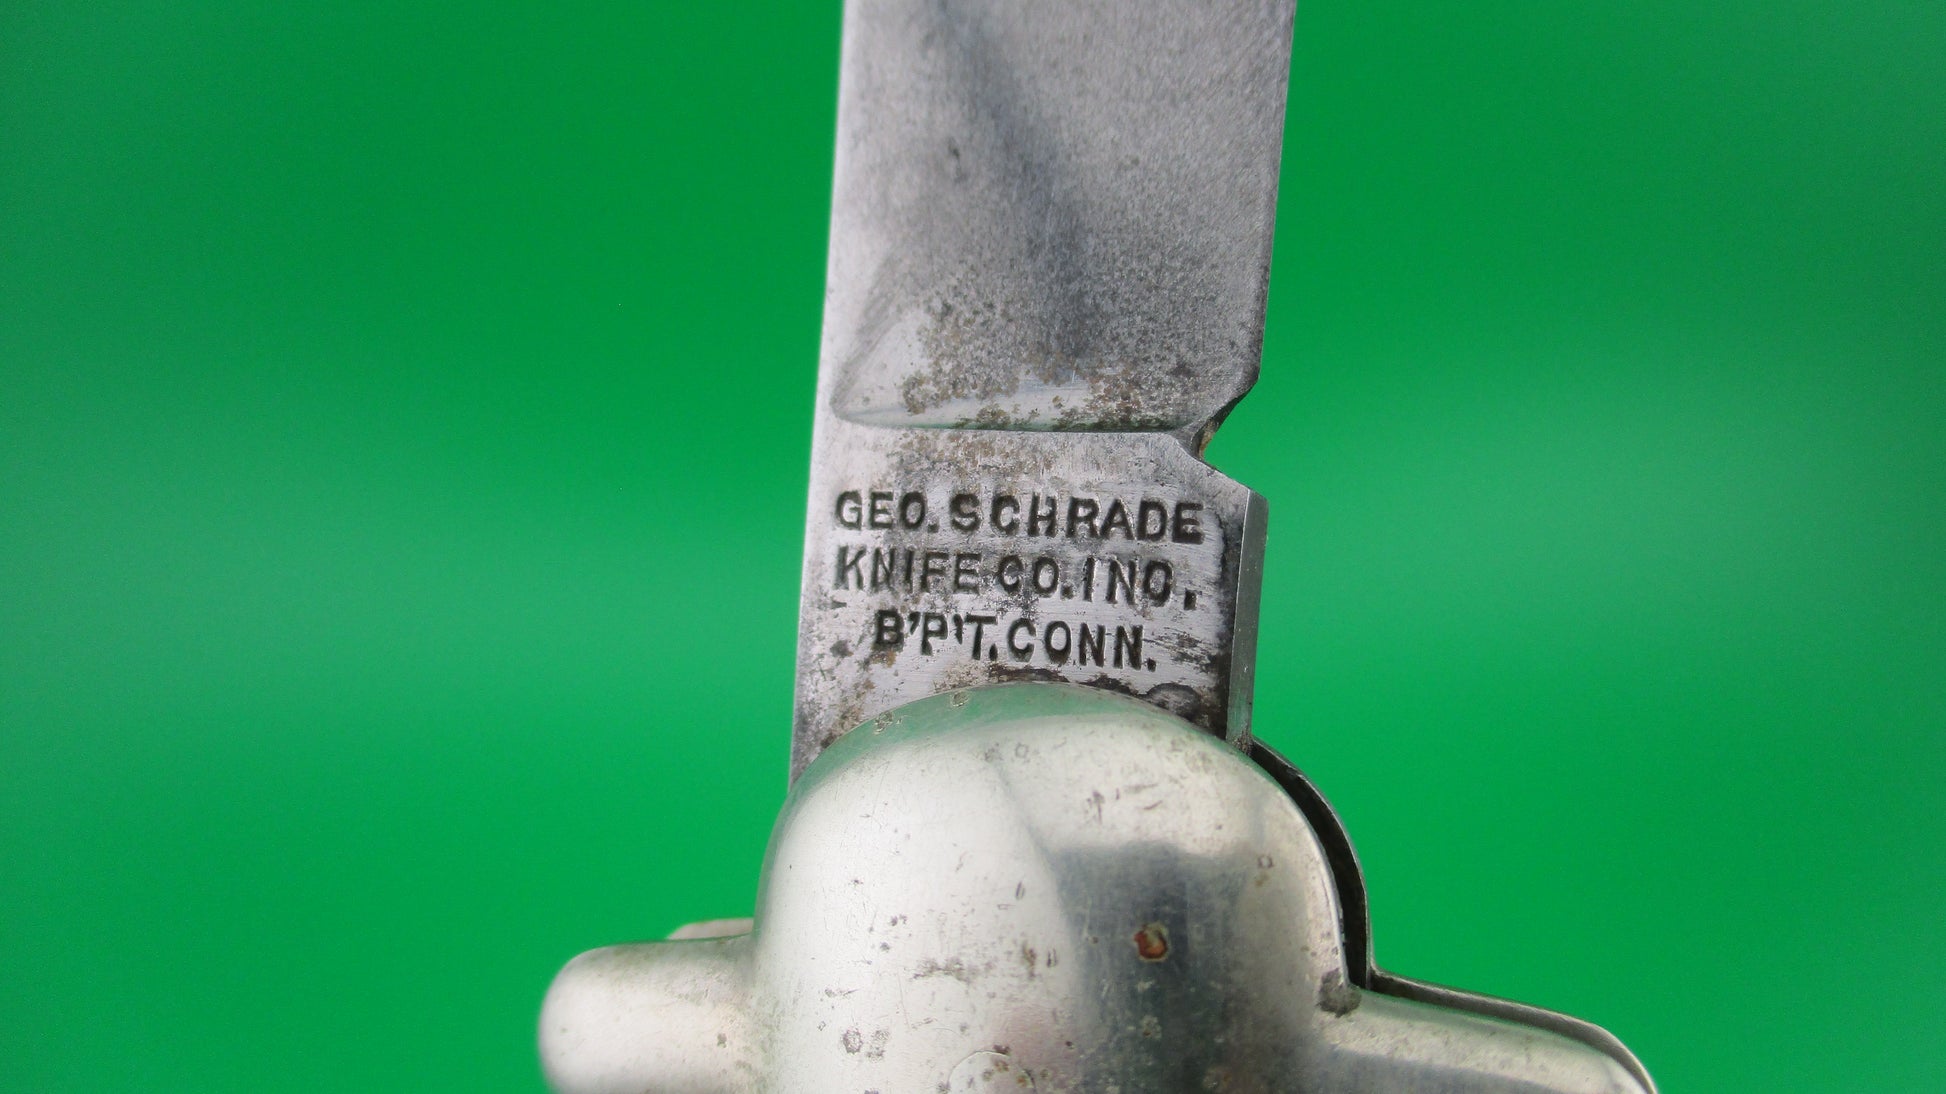 GEO. SCHRADE
KNIFE CO. INC.
B'P'T. CONN.